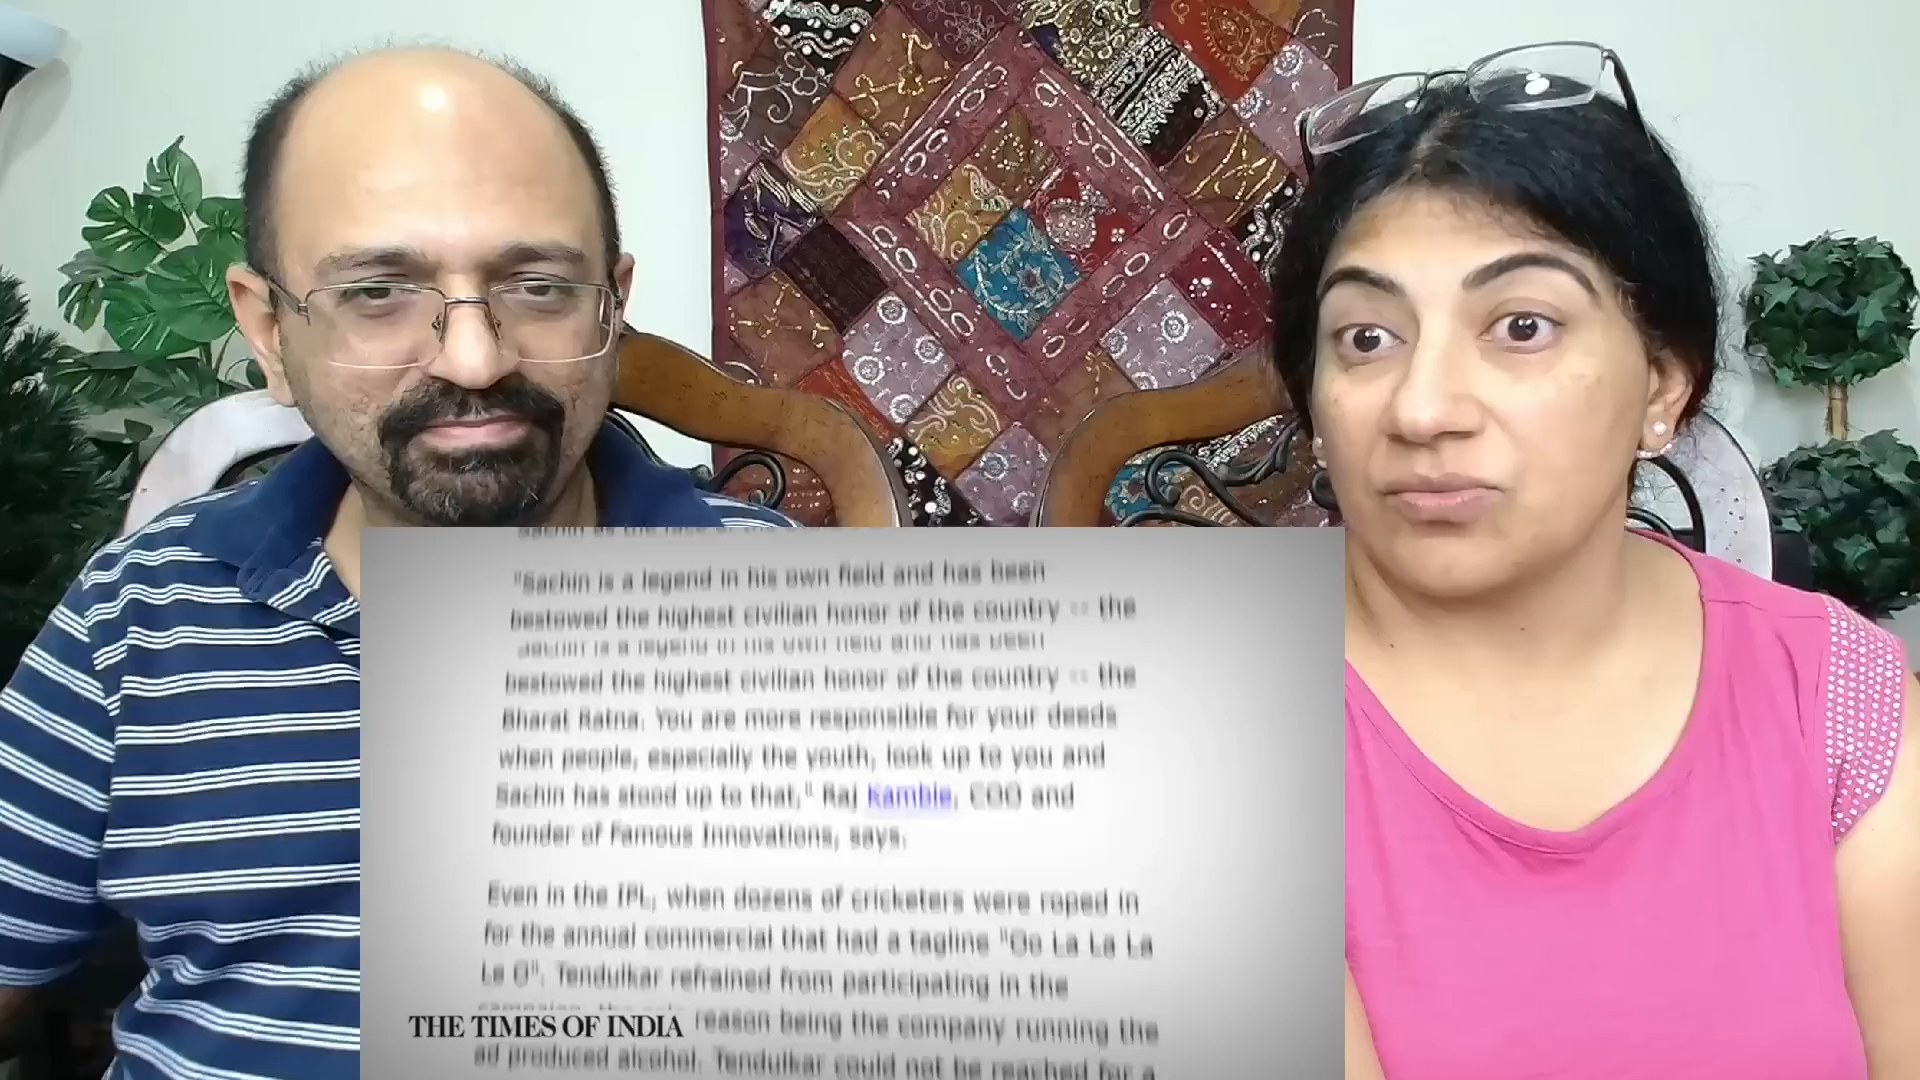 "Sachin is a legend in his own field and has been
bestowed the highest civilian honor of the country -- the
bestowed the highest civilian honor of the country -- the
Bharat Ratna. You are more responsible for your deeds
when people, especially the youth, look up to you and
Sachin has stood up to that," Raj Kamble, COO and
founder of Famous Innovations, says.
Even in the IPL, when dozens of cricketers were roped in
for the annual commercial that had a tagline "Oo La La La
Le O". Tendulkar refrained from participating in the
THE TIMES OF INDIA reason being the company running the
ad produced alcohol. Tendulkar could not be reached for a